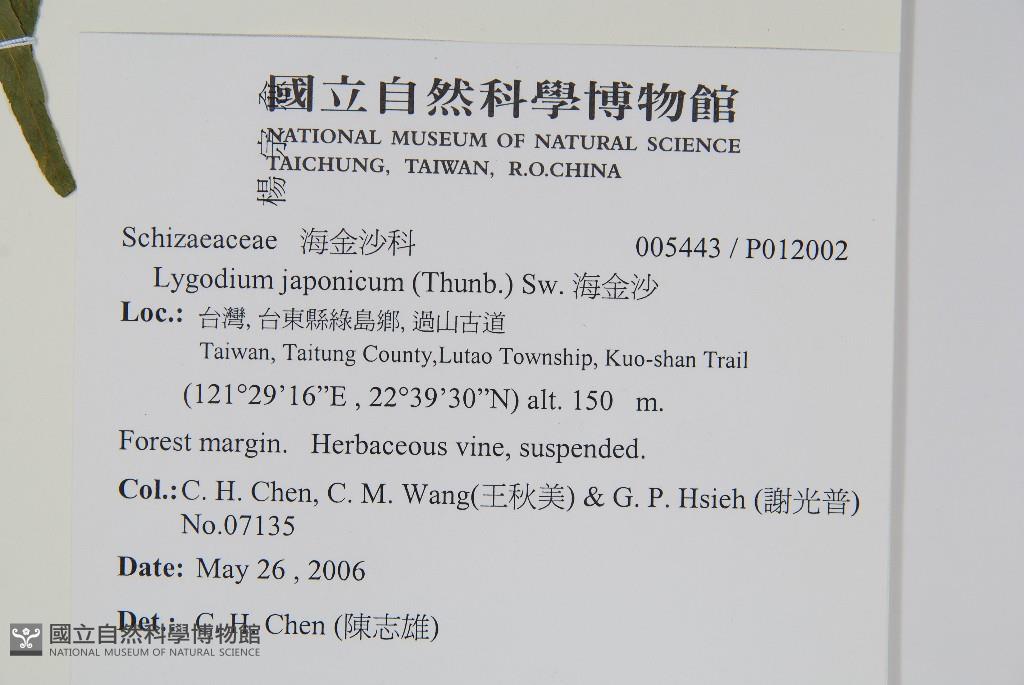 國立自然科學博物館
NATIONAL MUSEUM OF NATURAL SCIENCE
TAICHUNG, TAIWAN, R.O.CHINA
楊宗
Schizaeaceae 海金沙科 005443 / P012002
Lygodium japonicum (Thunb.) Sw. 海金沙
Loc.: 台灣, 台東縣綠島鄉, 過山古道
Taiwan, Taitung County,Lutao Township, Kuo-shan Trail
(121°29’16”E , 22°39’30”N) alt. 150 m.
Forest margin. Herbaceous vine, suspended.
Col.:C. H. Chen, C. M. Wang(王秋美) & G. P. Hsieh (謝光普)
No.07135
Date: May 26 , 2006
Det.: C. H. Chen (陳志雄)
國立自然科學博物館
NATIONAL MUSEUM OF NATURAL SCIENCE